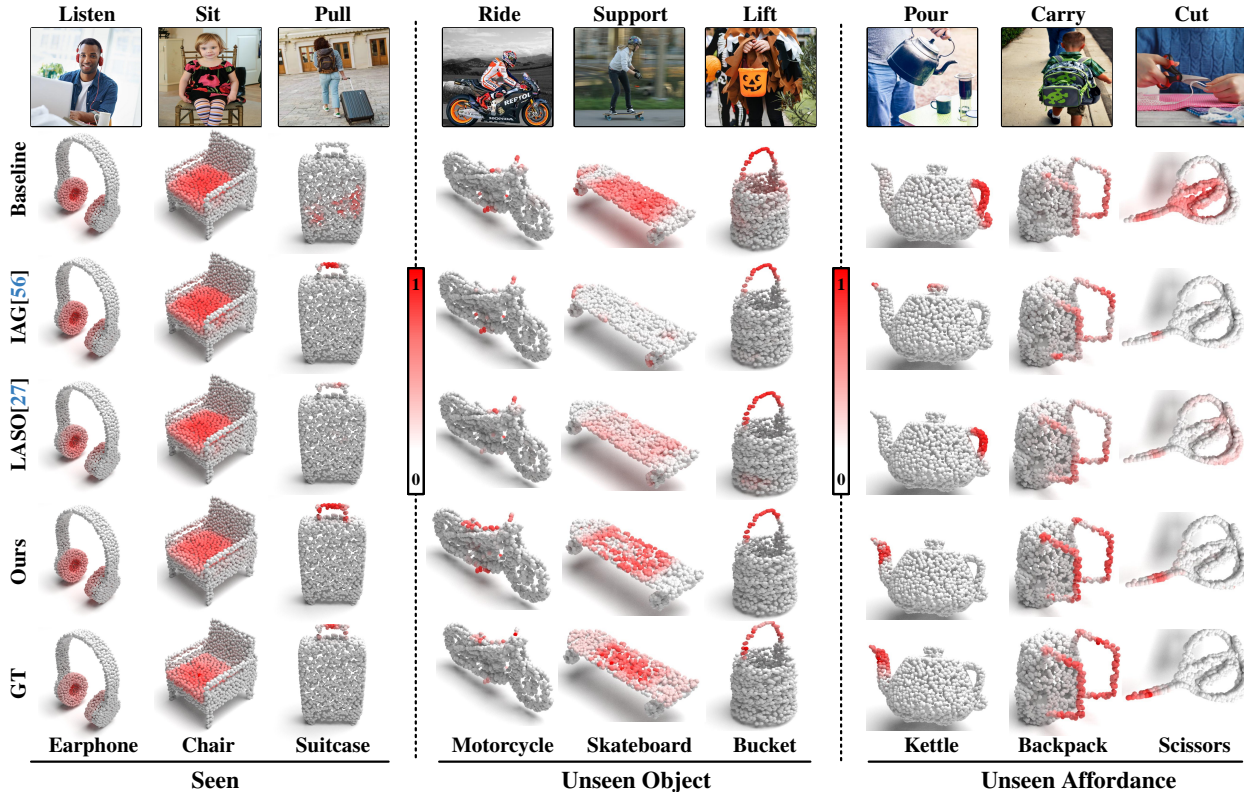 Listen Sit Pull Ride Support Lift Pour Carry Cut
REPSOL
HONDA
Baseline
IAG[56]
1
1
LASO[27]
0
0
Ours
GT
Earphone Chair Suitcase Motorcycle Skateboard Bucket Kettle Backpack Scissors
Seen Unseen Object Unseen Affordance